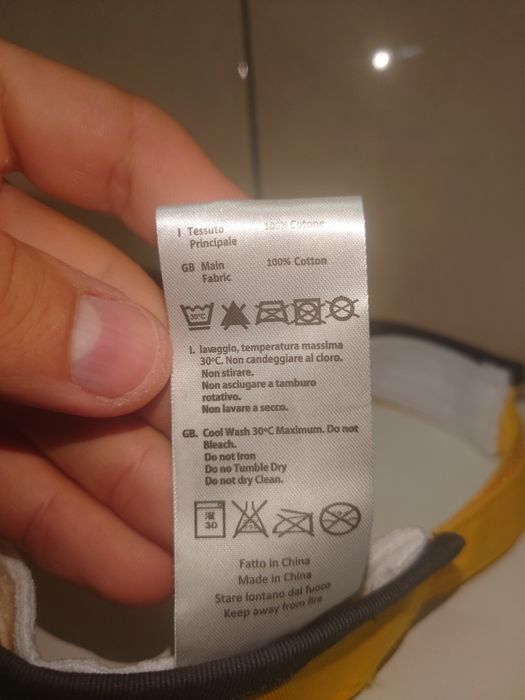 I Tessuto Principale 100% Cotone
GB Main Fabric 100% Cotton
30°C
I. lavaggio, temperatura massima
30ºC. Non candeggiare al cloro.
Non stirare.
Non asciugare a tamburo
rotativo.
Non lavare a secco.
GB. Cool Wash 30ºC Maximum. Do not
Bleach.
Do not Iron
Do no Tumble Dry
Do not dry Clean.
30
Fatto in China
Made in China
Stare lontano dal fuoco
Keep away from fire